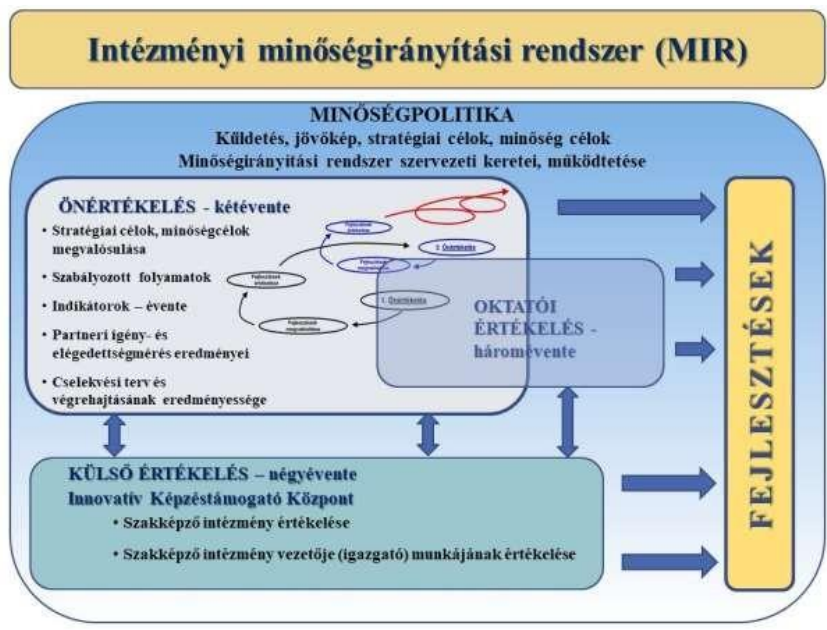 Intézményi minőségirányítási rendszer (MIR)
MINŐSÉGPOLITIKA
Küldetés, jövőkép, stratégiai célok, minőség célok
Minőségirányítási rendszer szervezeti keretei, működtetése
ÖNÉRTÉKELÉS - kétévente
• Stratégiai célok, minőségcélok
megvalósulása
• Szabályozott folyamatok
• Indikátorok – évente
• Partneri igény- és
elégedettségmérés eredményei
• Cselekvési terv és
végrehajtásának eredményessége
2. Önértékelés
1. Önértékelés
OKTATÓI
ÉRTÉKELÉS -
háromévente
KÜLSŐ ÉRTÉKELÉS – négyévente
Innovatív Képzéstámogató Központ
• Szakképző intézmény értékelése
• Szakképző intézmény vezetője (igazgató) munkájának értékelése
FEJLESZTÉSEK